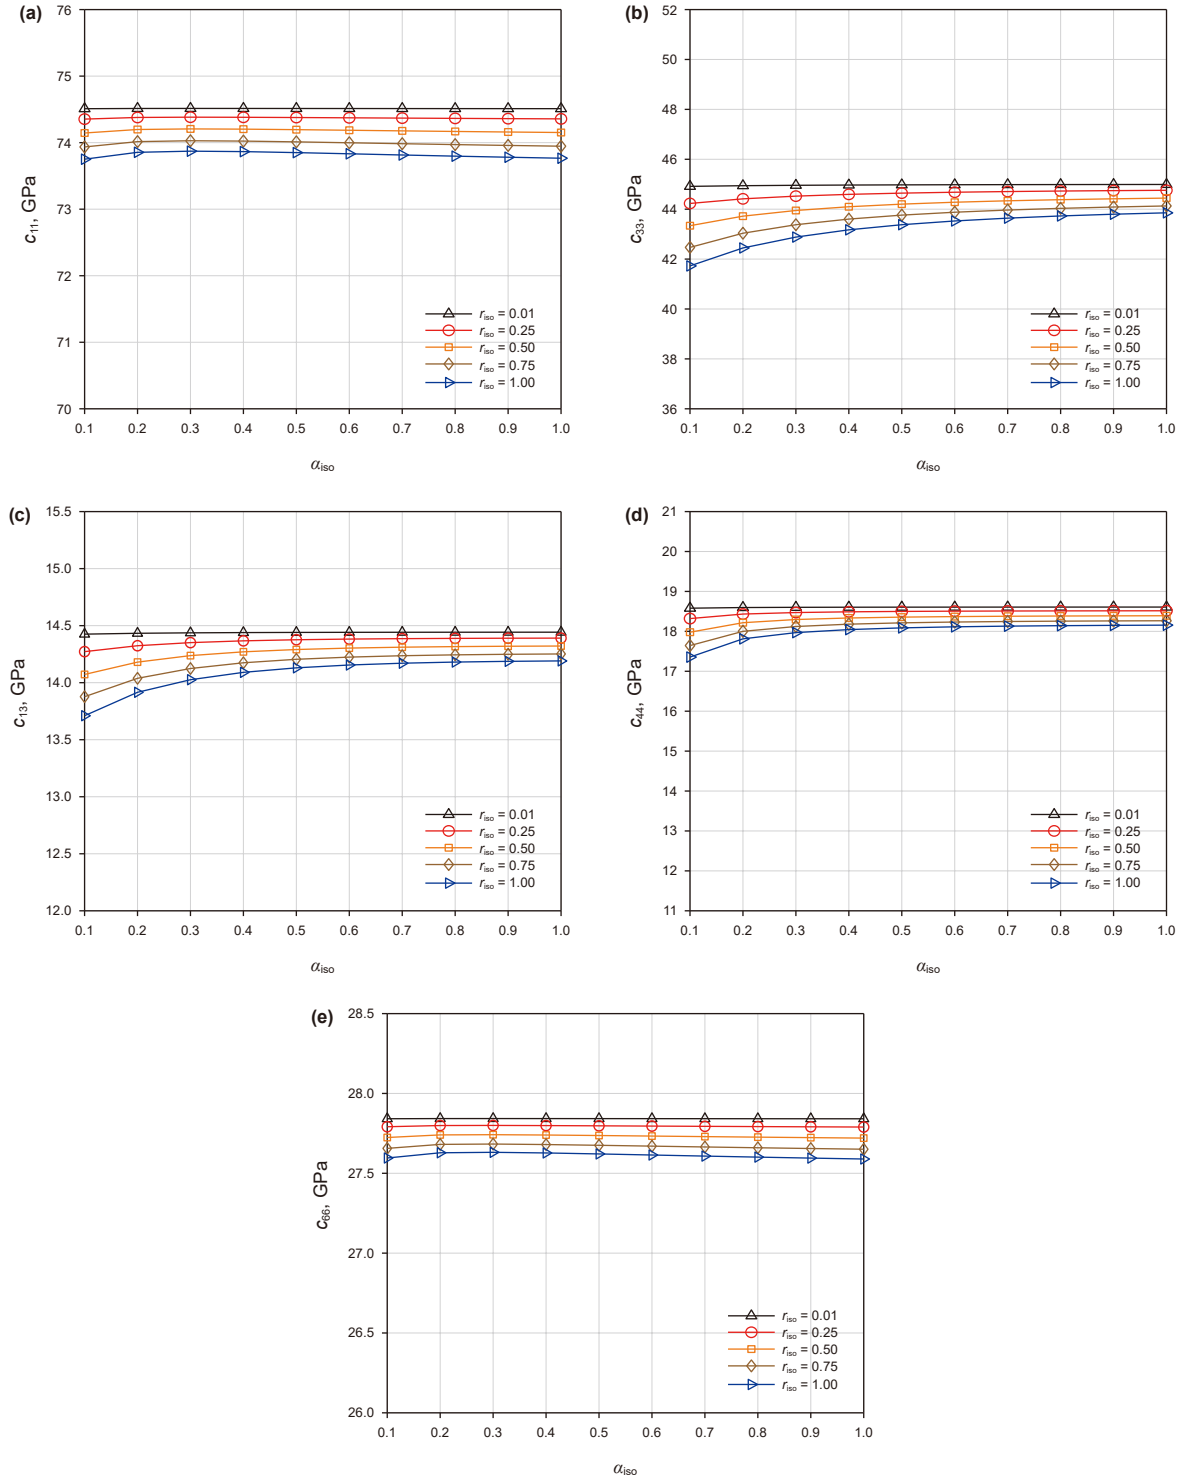 (a)
76
75
74
73
72
71
70
c11, GPa
0.1 0.2 0.3 0.4 0.5 0.6 0.7 0.8 0.9 1.0
αiso
riso = 0.01
riso = 0.25
riso = 0.50
riso = 0.75
riso = 1.00
(b)
52
50
48
46
44
42
40
38
36
c33, GPa
0.1 0.2 0.3 0.4 0.5 0.6 0.7 0.8 0.9 1.0
αiso
riso = 0.01
riso = 0.25
riso = 0.50
riso = 0.75
riso = 1.00
(c)
15.5
15.0
14.5
14.0
13.5
13.0
12.5
12.0
c13, GPa
0.1 0.2 0.3 0.4 0.5 0.6 0.7 0.8 0.9 1.0
αiso
riso = 0.01
riso = 0.25
riso = 0.50
riso = 0.75
riso = 1.00
(d)
21
20
19
18
17
16
18
14
13
12
11
c44, GPa
0.1 0.2 0.3 0.4 0.5 0.6 0.7 0.8 0.9 1.0
αiso
riso = 0.01
riso = 0.25
riso = 0.50
riso = 0.75
riso = 1.00
(e)
28.5
28.0
27.5
27.0
26.5
26.0
c66, GPa
0.1 0.2 0.3 0.4 0.5 0.6 0.7 0.8 0.9 1.0
αiso
riso = 0.01
riso = 0.25
riso = 0.50
riso = 0.75
riso = 1.00